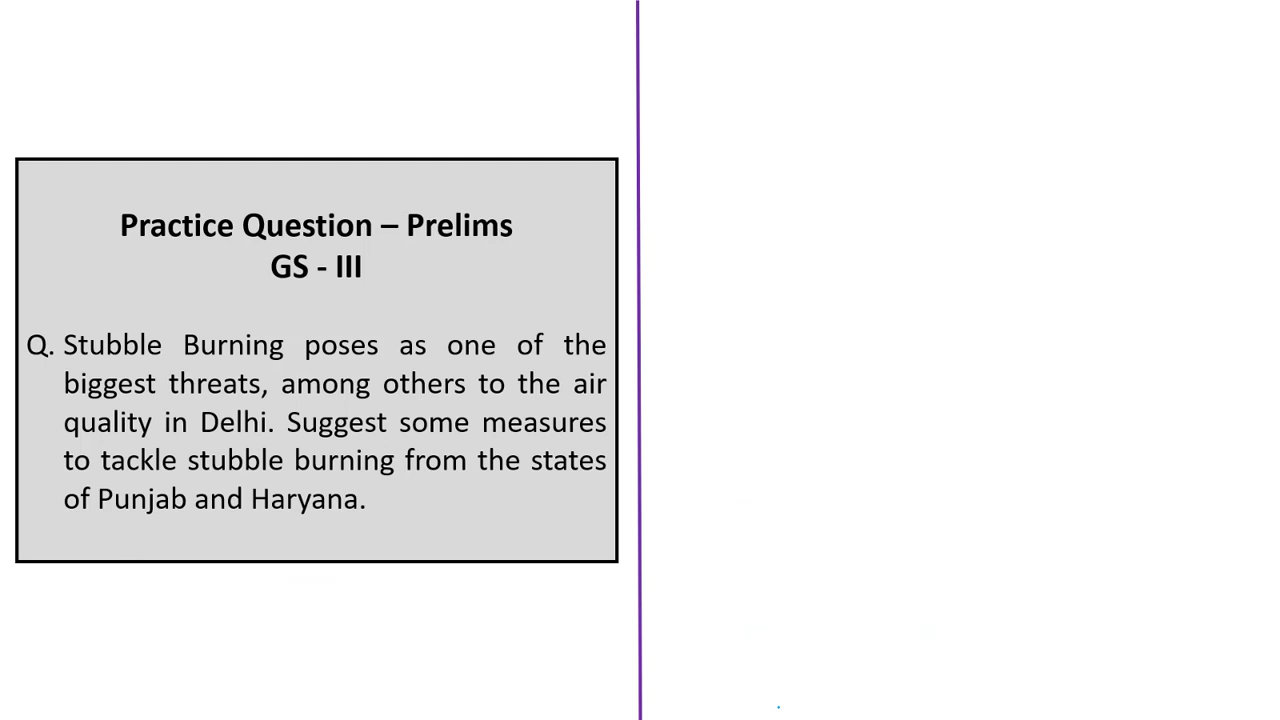 Practice Question – Prelims
GS - III
Q. Stubble Burning poses as one of the
biggest threats, among others to the air
quality in Delhi. Suggest some measures
to tackle stubble burning from the states
of Punjab and Haryana.